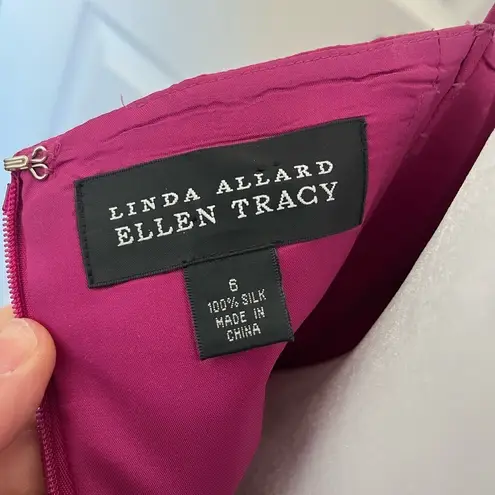 LINDA ALLARD
ELLEN TRACY
6
100% SILK
MADE IN
CHINA